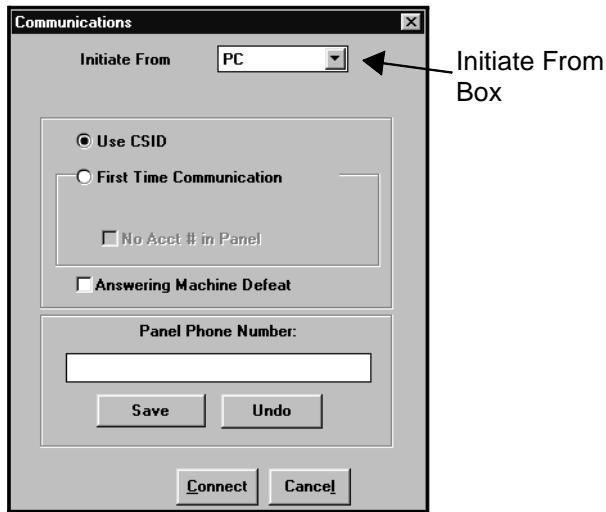 Communications
Initiate From PC
Initiate From
Box
Use CSID
First Time Communication
No Acct # in Panel
Answering Machine Defeat
Panel Phone Number:
Save Undo
Connect Cancel